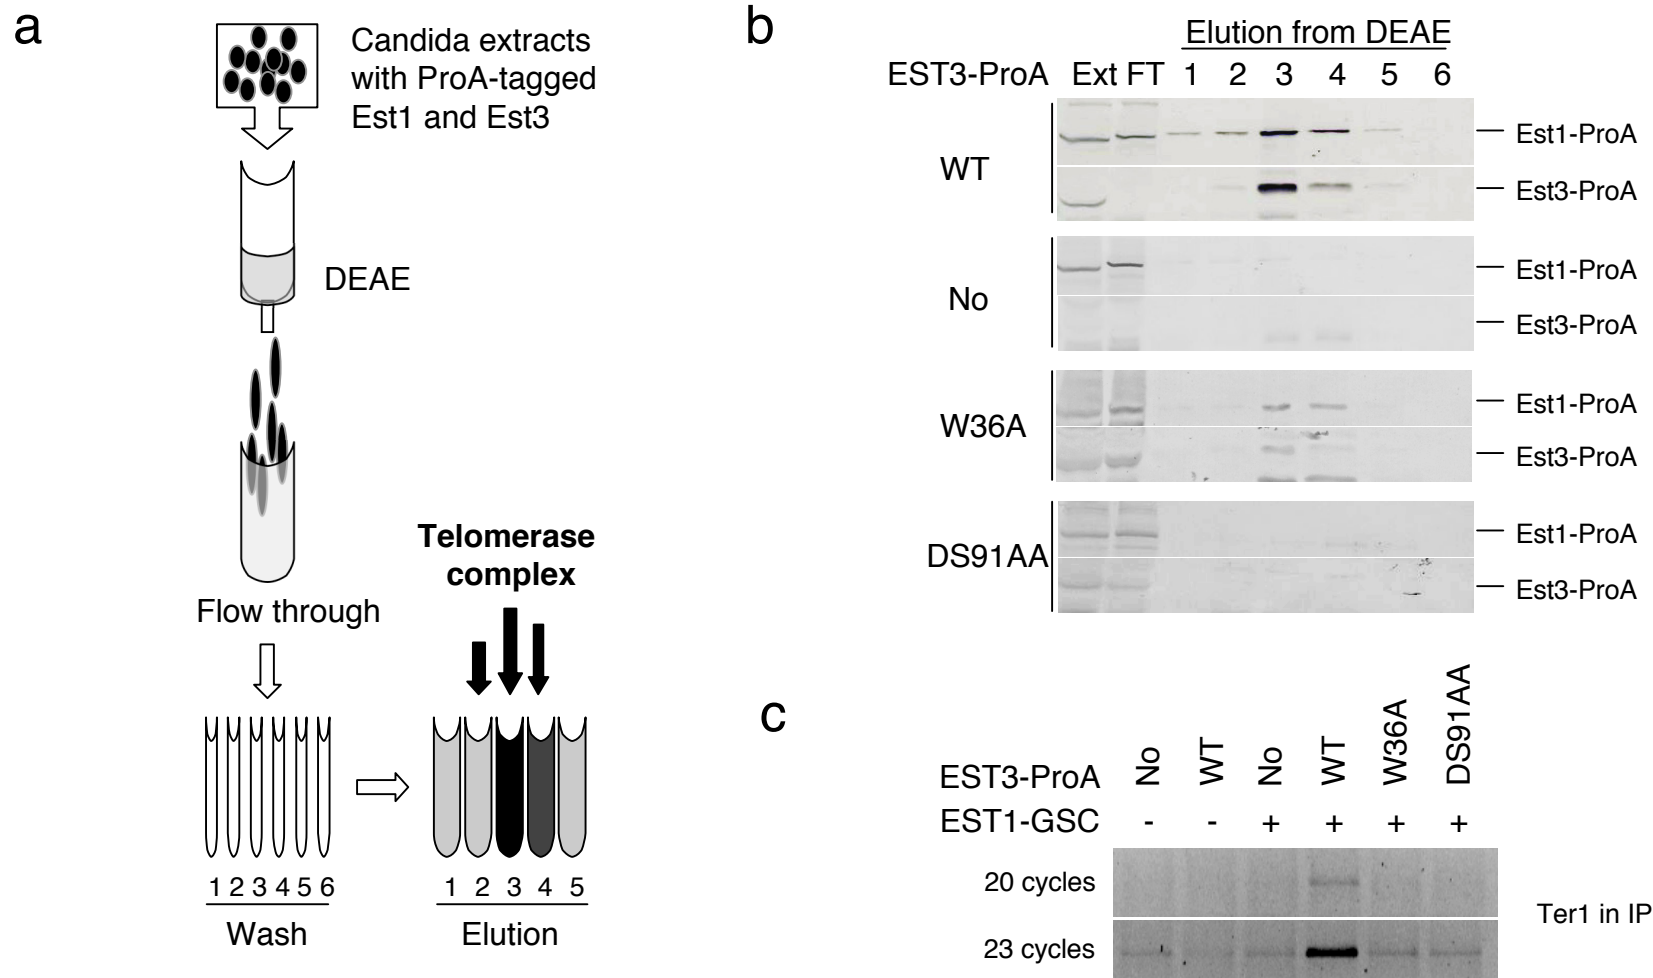 a
Candida extracts
with ProA-tagged
Est1 and Est3
DEAE
Flow through
Telomerase
complex
1 2 3 4 5 6
Wash
1 2 3 4 5
Elution
b
Elution from DEAE
EST3-ProA Ext FT 1 2 3 4 5 6
WT
Est1-ProA
Est3-ProA
No
Est1-ProA
Est3-ProA
W36A
Est1-ProA
Est3-ProA
DS91AA
Est1-ProA
Est3-ProA
c
EST3-ProA No WT No WT W36A DS91AA
EST1-GSC - - + + + +
20 cycles
23 cycles
Ter1 in IP